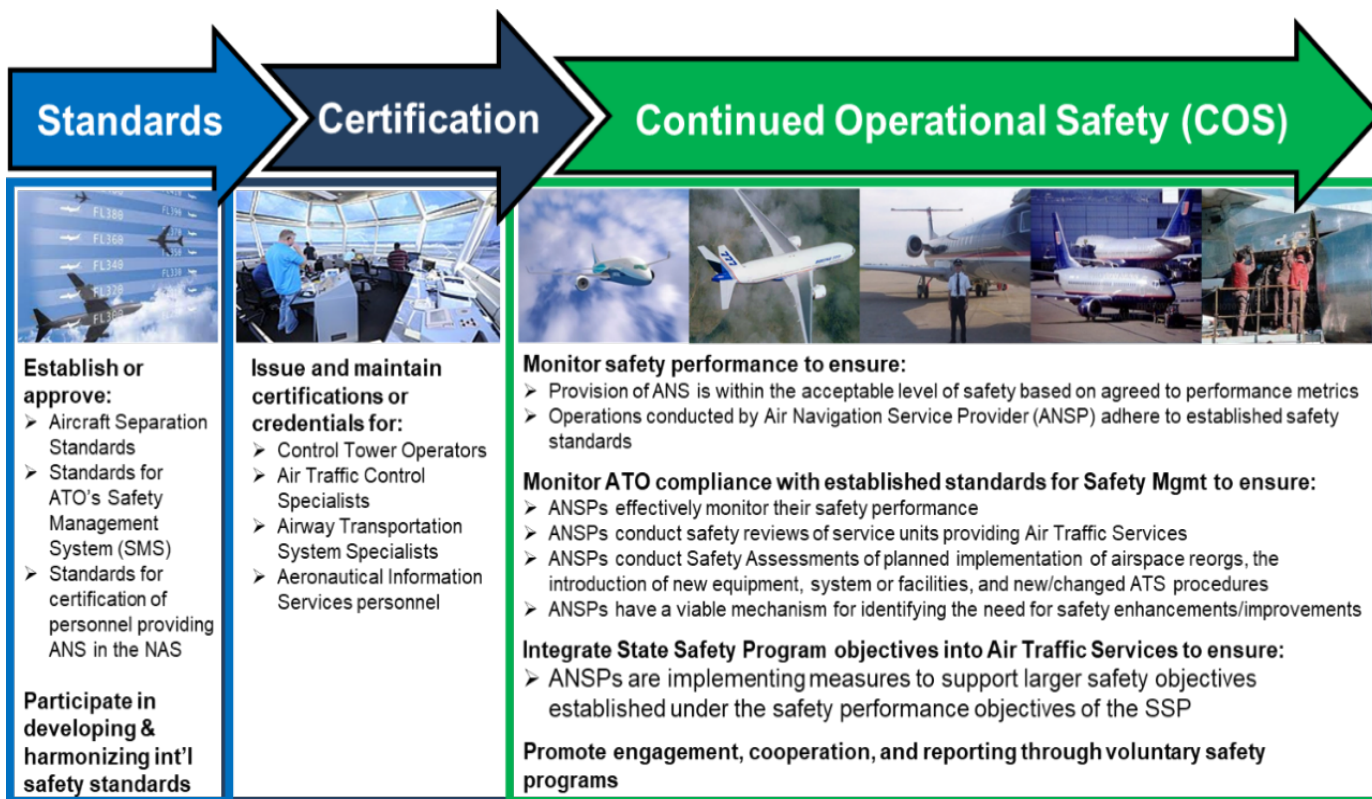 Standards
Certification
Continued Operational Safety (COS)
FL380
FL360
FL340
FL320
FL300
Establish or
approve:
➢ Aircraft Separation
Standards
➢ Standards for
ATO's Safety
Management
System (SMS)
➢ Standards for
certification of
personnel providing
ANS in the NAS
Participate in
developing &
harmonizing int'l
safety standards
Issue and maintain
certifications or
credentials for:
➢ Control Tower Operators
➢ Air Traffic Control
Specialists
➢ Airway Transportation
System Specialists
➢ Aeronautical Information
Services personnel
777
Monitor safety performance to ensure:
➢ Provision of ANS is within the acceptable level of safety based on agreed to performance metrics
➢ Operations conducted by Air Navigation Service Provider (ANSP) adhere to established safety
standards
Monitor ATO compliance with established standards for Safety Mgmt to ensure:
➢ ANSPs effectively monitor their safety performance
➢ ANSPs conduct safety reviews of service units providing Air Traffic Services
➢ ANSPs conduct Safety Assessments of planned implementation of airspace reorgs, the
introduction of new equipment, system or facilities, and new/changed ATS procedures
➢ ANSPs have a viable mechanism for identifying the need for safety enhancements/improvements
Integrate State Safety Program objectives into Air Traffic Services to ensure:
➢ ANSPs are implementing measures to support larger safety objectives
established under the safety performance objectives of the SSP
Promote engagement, cooperation, and reporting through voluntary safety
programs